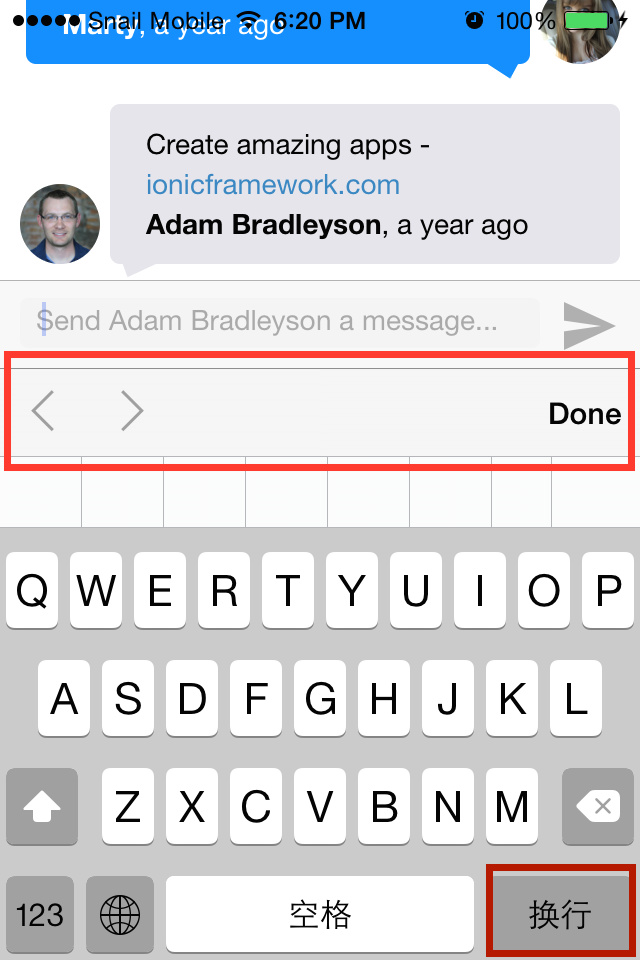 Snail Mobile 6:20 PM 100%
Marty, a year ago
Create amazing apps -
ionicframework.com
Adam Bradleyson, a year ago
Send Adam Bradleyson a message...
Done
Q W E R T Y U I O P
A S D F G H J K L
Z X C V B N M
123 空格 换行